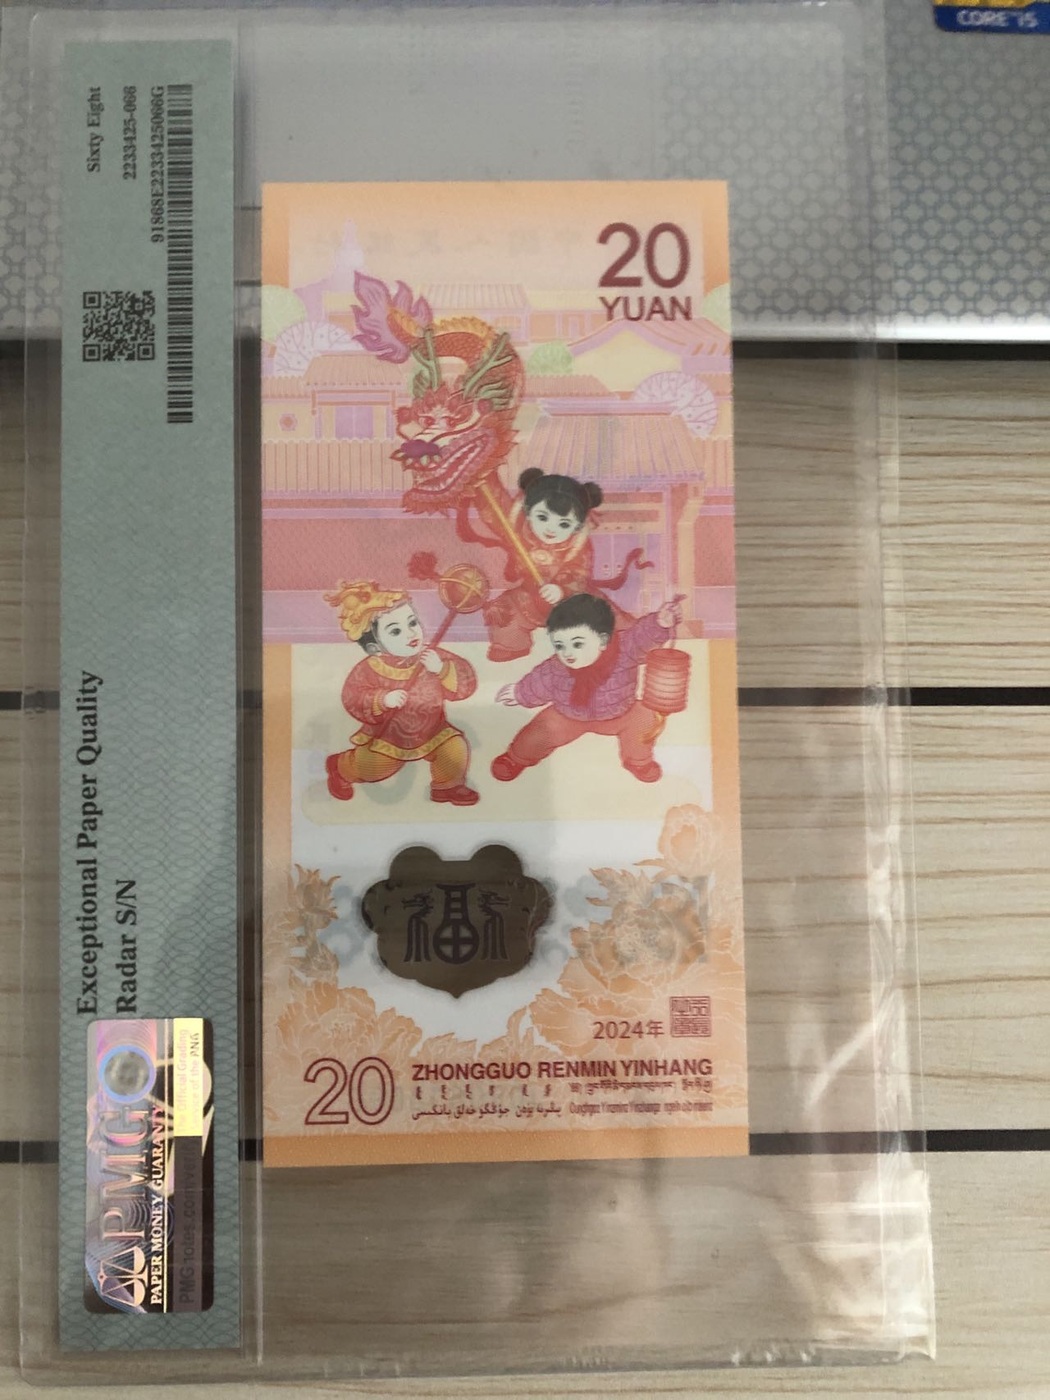 CORE i5
Sixty Eight
2233425-066
91868E2233425066G
Exceptional Paper Quality
Radar S/N
PMG
PAPER MONEY GUARANTY
20
YUAN
2024年
20
ZHONGGUO RENMIN YINHANG